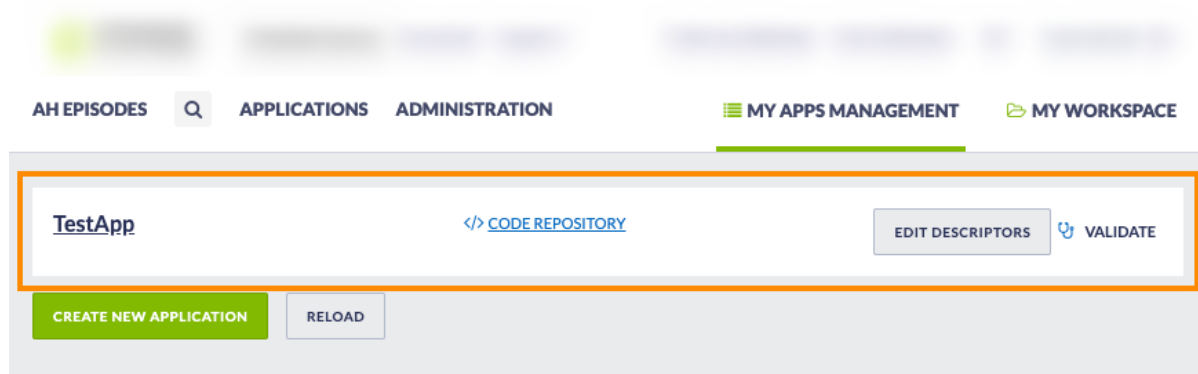 AH EPISODES APPLICATIONS ADMINISTRATION MY APPS MANAGEMENT MY WORKSPACE
TestApp </> CODE REPOSITORY EDIT DESCRIPTORS VALIDATE
CREATE NEW APPLICATION RELOAD